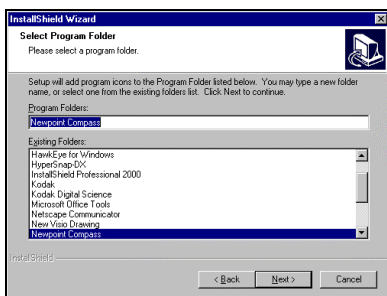 InstallShield Wizard
Select Program Folder
Please select a program folder.
Setup will add program icons to the Program Folder listed below. You may type a new folder
name, or select one from the existing folders list. Click Next to continue.
Program Folders:
Newpoint Compass
Existing Folders:
HawkEye for Windows
HyperSnap-DX
InstallShield Professional 2000
Kodak
Kodak Digital Science
Microsoft Office Tools
Netscape Communicator
New Visio Drawing
Newpoint Compass
InstallShield
< Back
Next >
Cancel